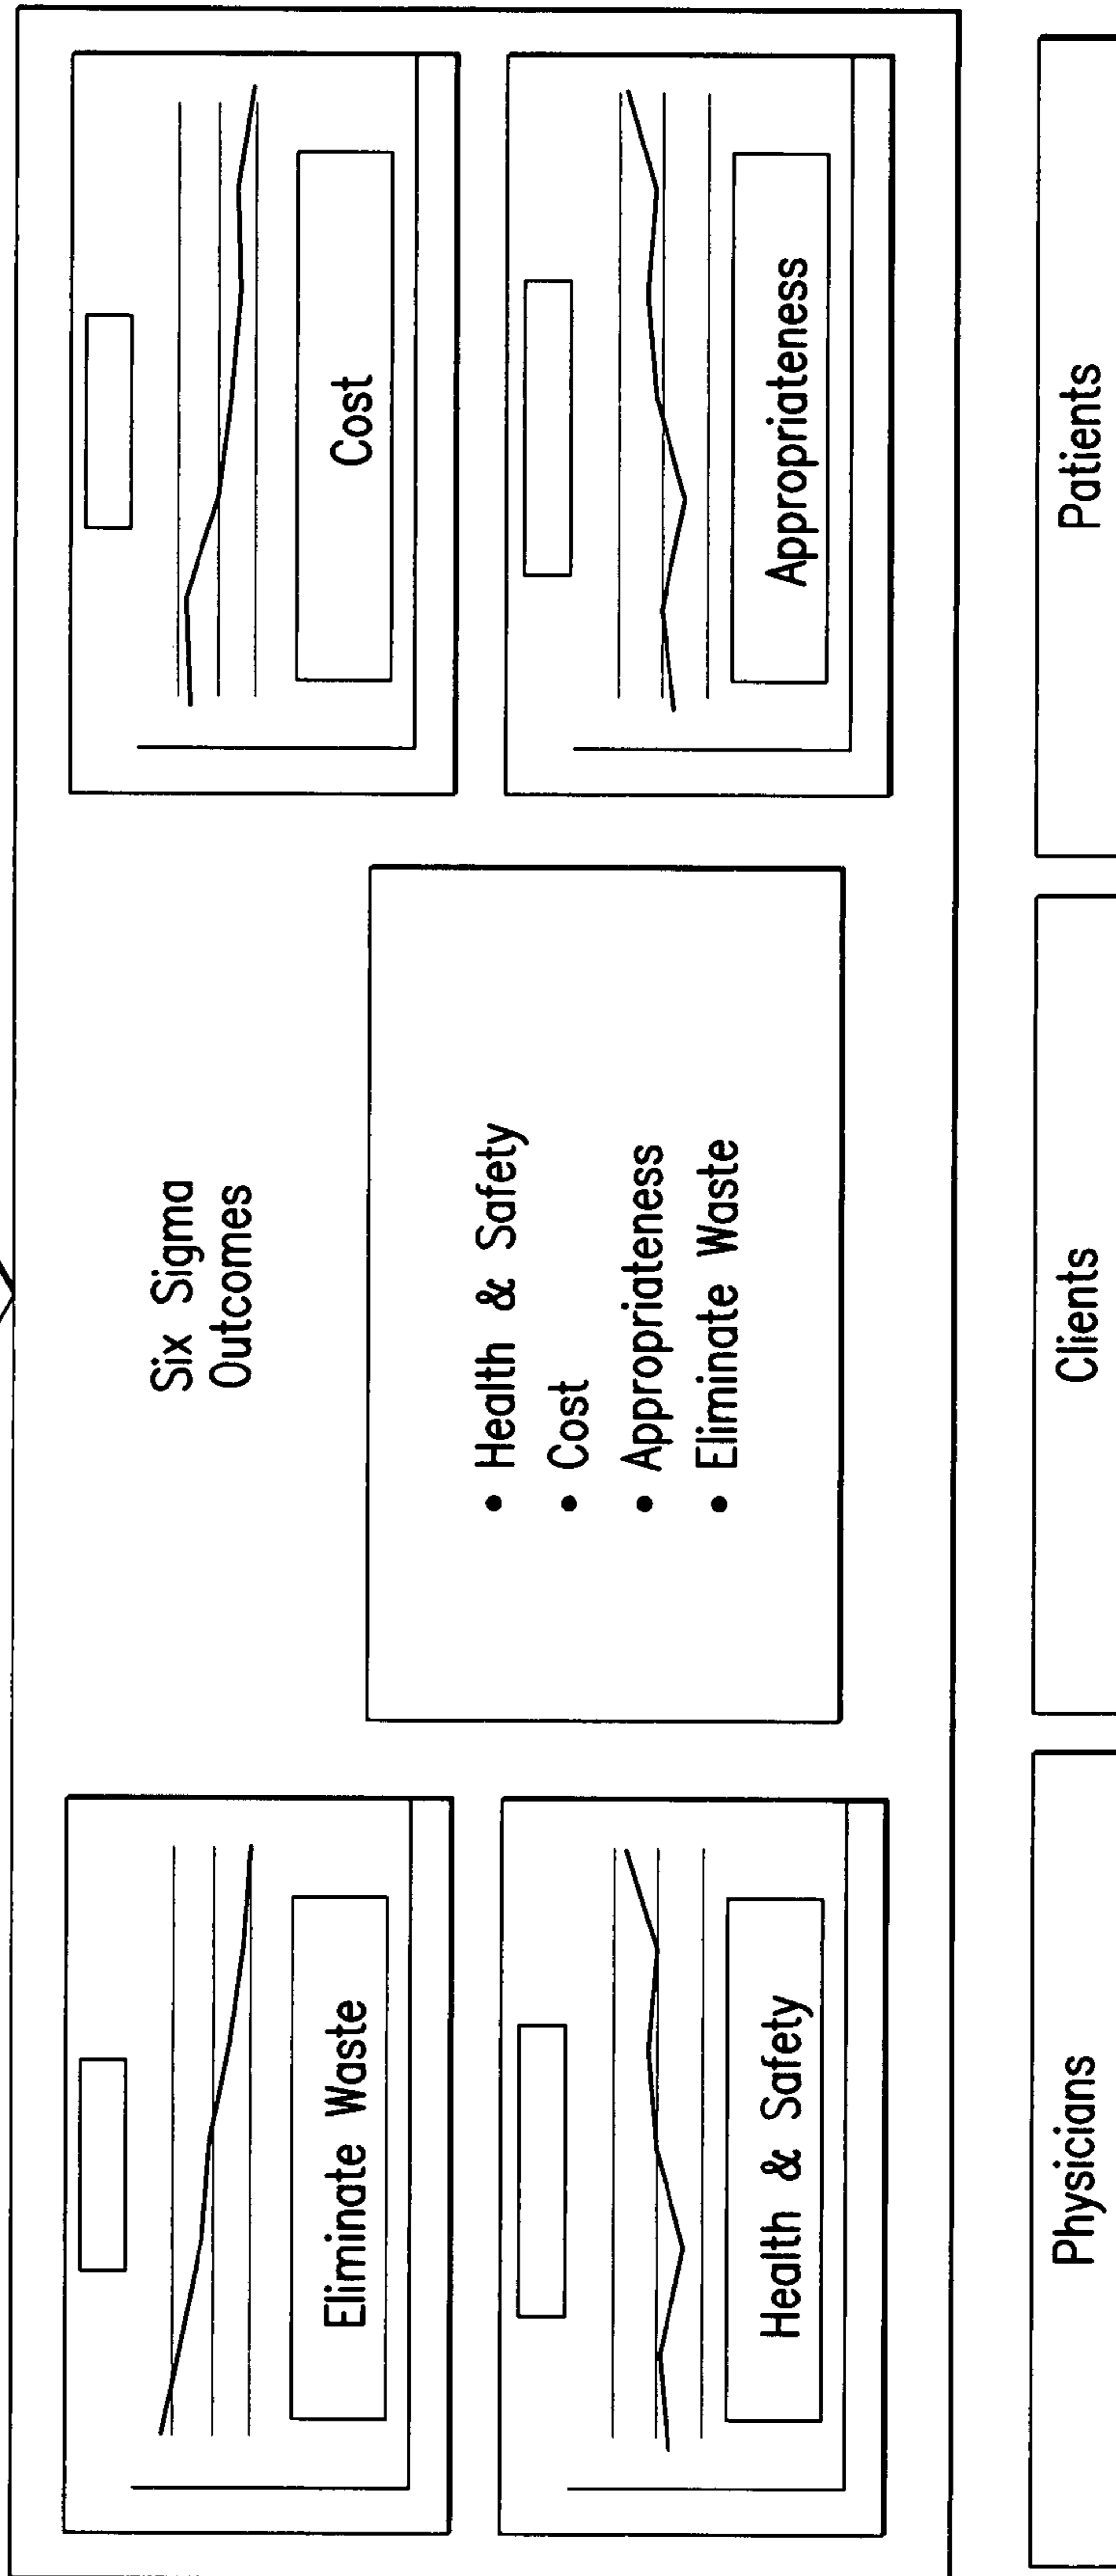 Six Sigma
Outcomes
Eliminate Waste
Cost
• Health & Safety
• Cost
• Appropriateness
• Eliminate Waste
Health & Safety
Appropriateness
Physicians
Clients
Patients